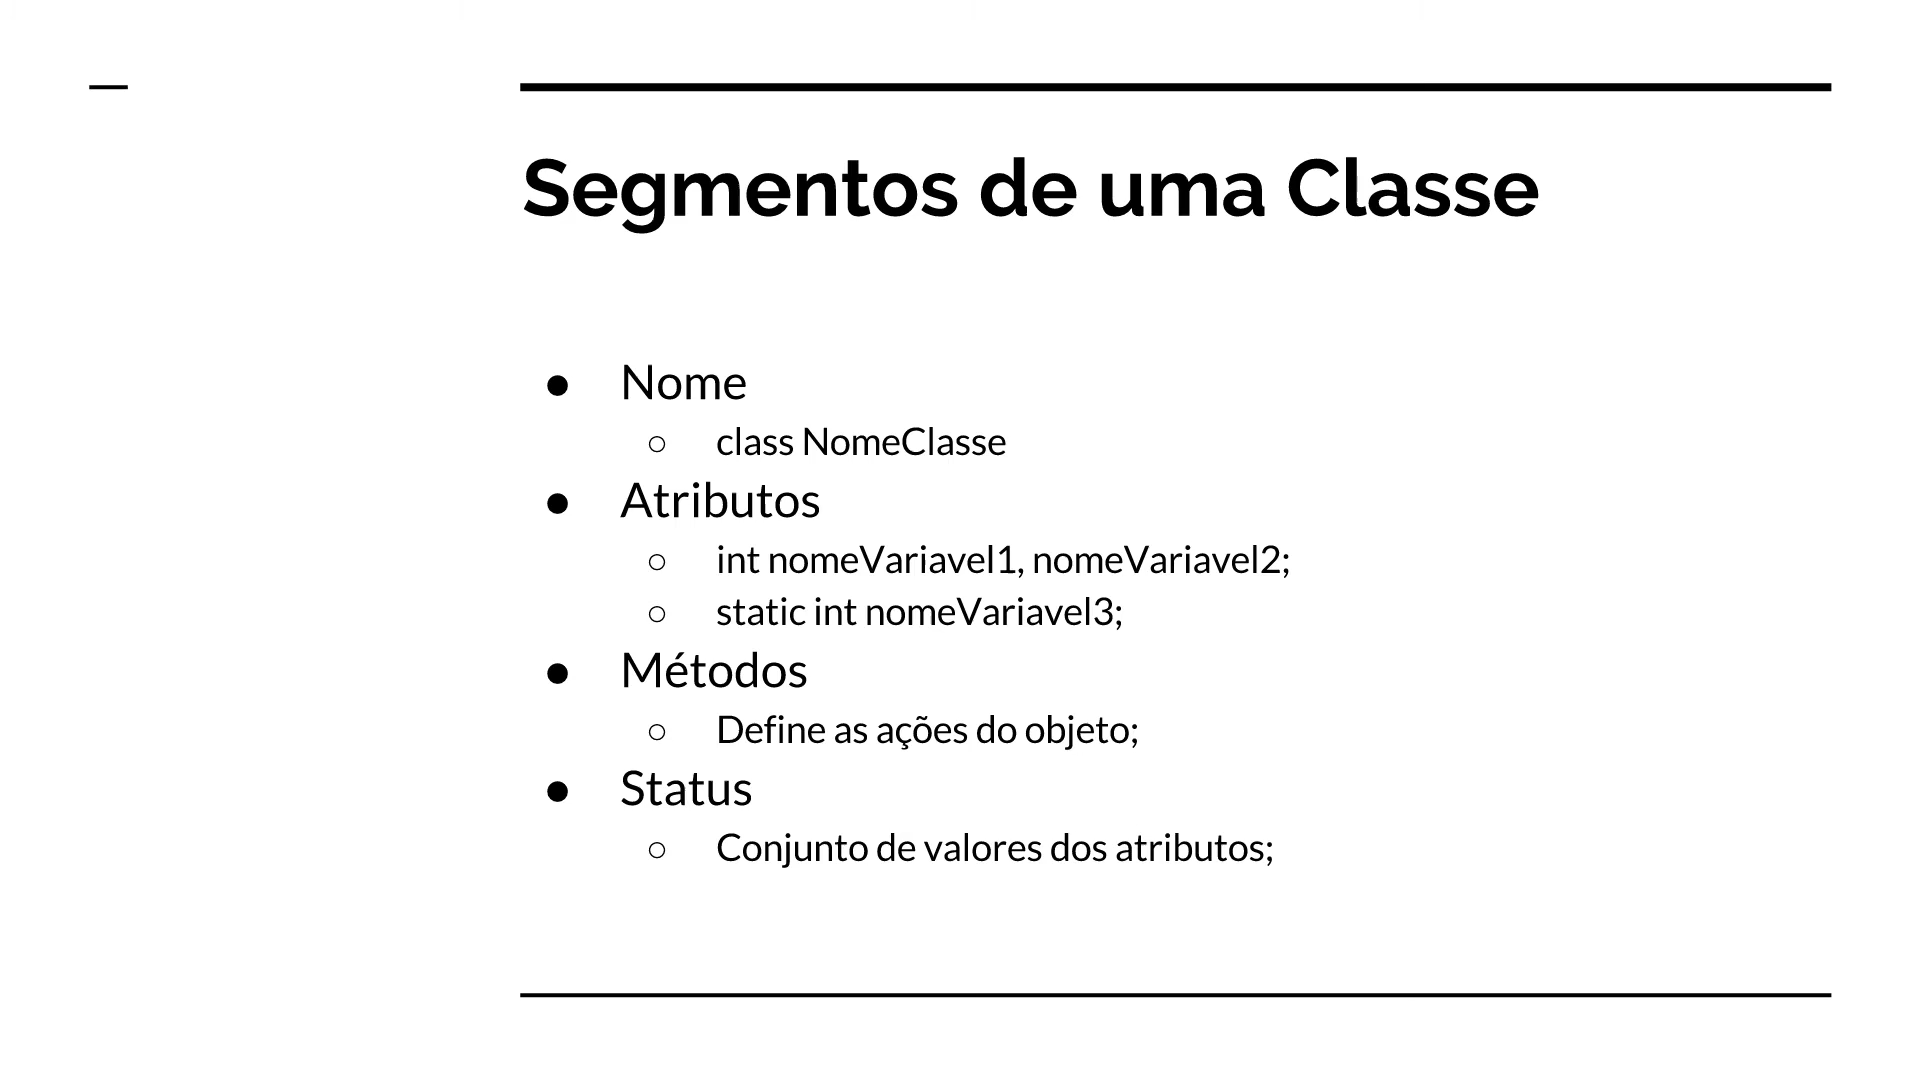 Segmentos de uma Classe
● Nome
○ class NomeClasse
● Atributos
○ int nomeVariavel1, nomeVariavel2;
○ static int nomeVariavel3;
● Métodos
○ Define as ações do objeto;
● Status
○ Conjunto de valores dos atributos;